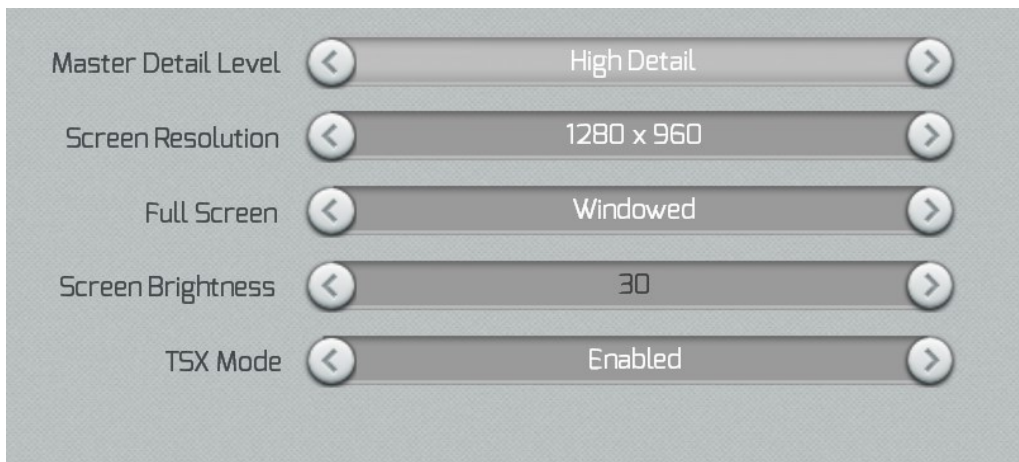 Master Detail Level High Detail
Screen Resolution 1280 x 960
Full Screen Windowed
Screen Brightness 30
TSX Mode Enabled